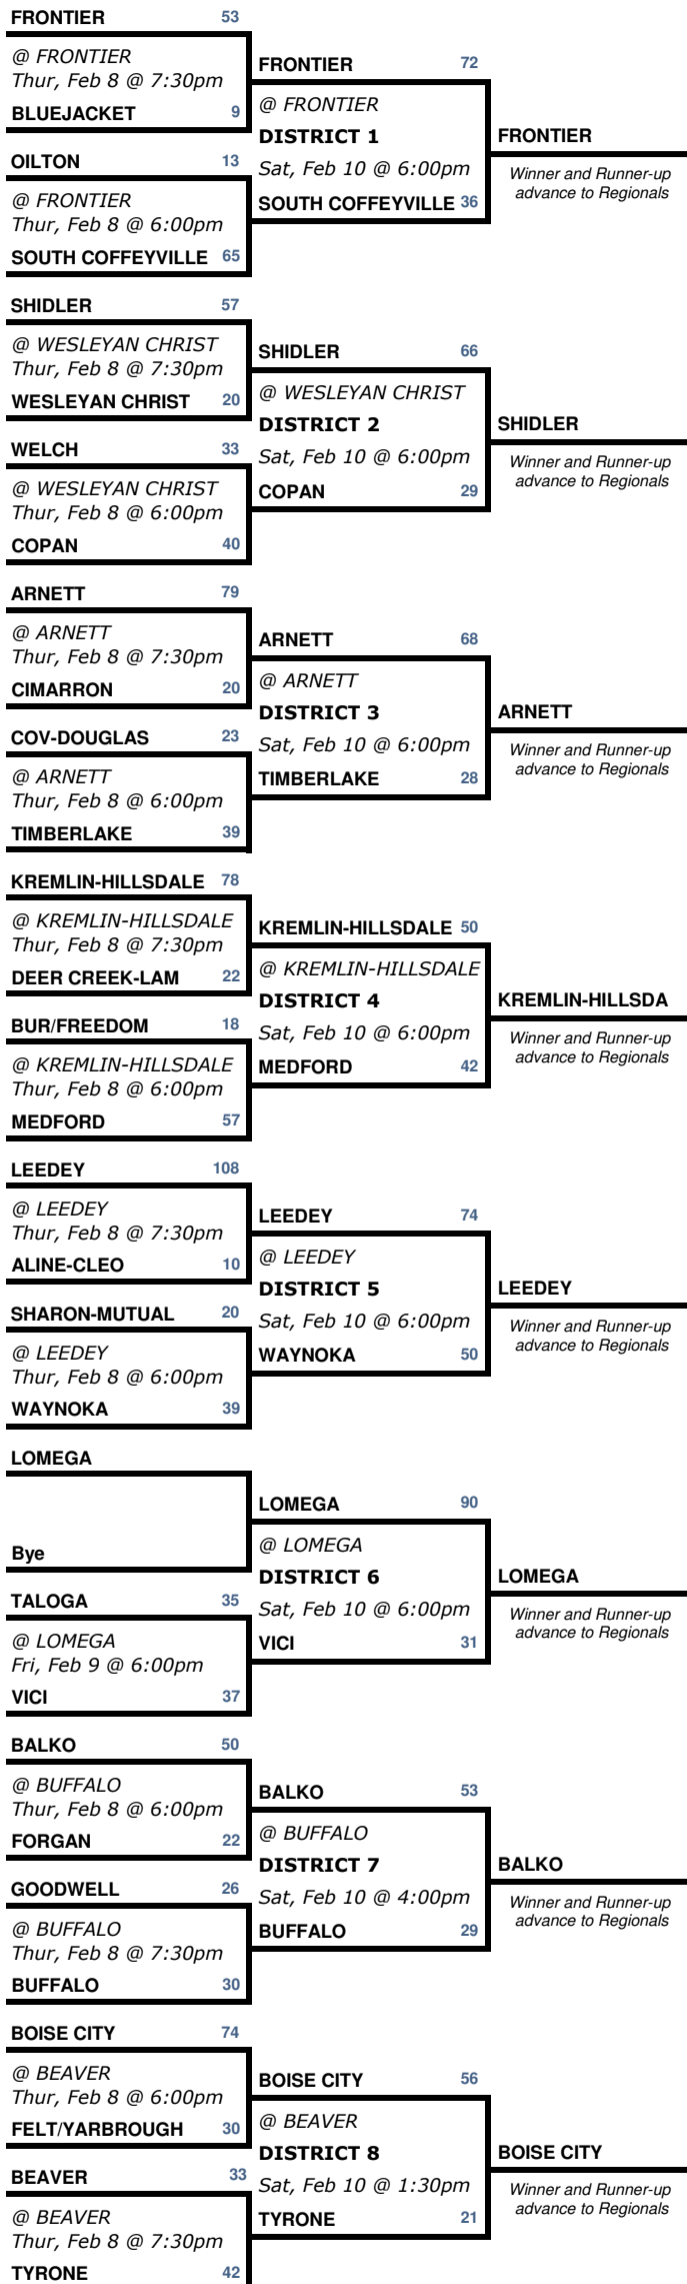 FRONTIER 53
@ FRONTIER
Thur, Feb 8 @ 7:30pm
BLUEJACKET 9
OILTON 13
@ FRONTIER
Thur, Feb 8 @ 6:00pm
SOUTH COFFEYVILLE 65
FRONTIER 72
@ FRONTIER
DISTRICT 1
Sat, Feb 10 @ 6:00pm
SOUTH COFFEYVILLE 36
FRONTIER
Winner and Runner-up
advance to Regionals
SHIDLER 57
@ WESLEYAN CHRIST
Thur, Feb 8 @ 7:30pm
WESLEYAN CHRIST 20
WELCH 33
@ WESLEYAN CHRIST
Thur, Feb 8 @ 6:00pm
COPAN 40
SHIDLER 66
@ WESLEYAN CHRIST
DISTRICT 2
Sat, Feb 10 @ 6:00pm
COPAN 29
SHIDLER
Winner and Runner-up
advance to Regionals
ARNETT 79
@ ARNETT
Thur, Feb 8 @ 7:30pm
CIMARRON 20
COV-DOUGLAS 23
@ ARNETT
Thur, Feb 8 @ 6:00pm
TIMBERLAKE 39
ARNETT 68
@ ARNETT
DISTRICT 3
Sat, Feb 10 @ 6:00pm
TIMBERLAKE 28
ARNETT
Winner and Runner-up
advance to Regionals
KREMLIN-HILLSDALE 78
@ KREMLIN-HILLSDALE
Thur, Feb 8 @ 7:30pm
DEER CREEK-LAM 22
BUR/FREEDOM 18
@ KREMLIN-HILLSDALE
Thur, Feb 8 @ 6:00pm
MEDFORD 57
KREMLIN-HILLSDALE 50
@ KREMLIN-HILLSDALE
DISTRICT 4
Sat, Feb 10 @ 6:00pm
MEDFORD 42
KREMLIN-HILLSDA
Winner and Runner-up
advance to Regionals
LEEDEY 108
@ LEEDEY
Thur, Feb 8 @ 7:30pm
ALINE-CLEO 10
SHARON-MUTUAL 20
@ LEEDEY
Thur, Feb 8 @ 6:00pm
WAYNOKA 39
LEEDEY 74
@ LEEDEY
DISTRICT 5
Sat, Feb 10 @ 6:00pm
WAYNOKA 50
LEEDEY
Winner and Runner-up
advance to Regionals
LOMEGA
Bye
TALOGA 35
@ LOMEGA
Fri, Feb 9 @ 6:00pm
VICI 37
LOMEGA 90
@ LOMEGA
DISTRICT 6
Sat, Feb 10 @ 6:00pm
VICI 31
LOMEGA
Winner and Runner-up
advance to Regionals
BALKO 50
@ BUFFALO
Thur, Feb 8 @ 6:00pm
FORGAN 22
GOODWELL 26
@ BUFFALO
Thur, Feb 8 @ 7:30pm
BUFFALO 30
BALKO 53
@ BUFFALO
DISTRICT 7
Sat, Feb 10 @ 4:00pm
BUFFALO 29
BALKO
Winner and Runner-up
advance to Regionals
BOISE CITY 74
@ BEAVER
Thur, Feb 8 @ 6:00pm
FELT/YARBROUGH 30
BEAVER 33
@ BEAVER
Thur, Feb 8 @ 7:30pm
TYRONE 42
BOISE CITY 56
@ BEAVER
DISTRICT 8
Sat, Feb 10 @ 1:30pm
TYRONE 21
BOISE CITY
Winner and Runner-up
advance to Regionals